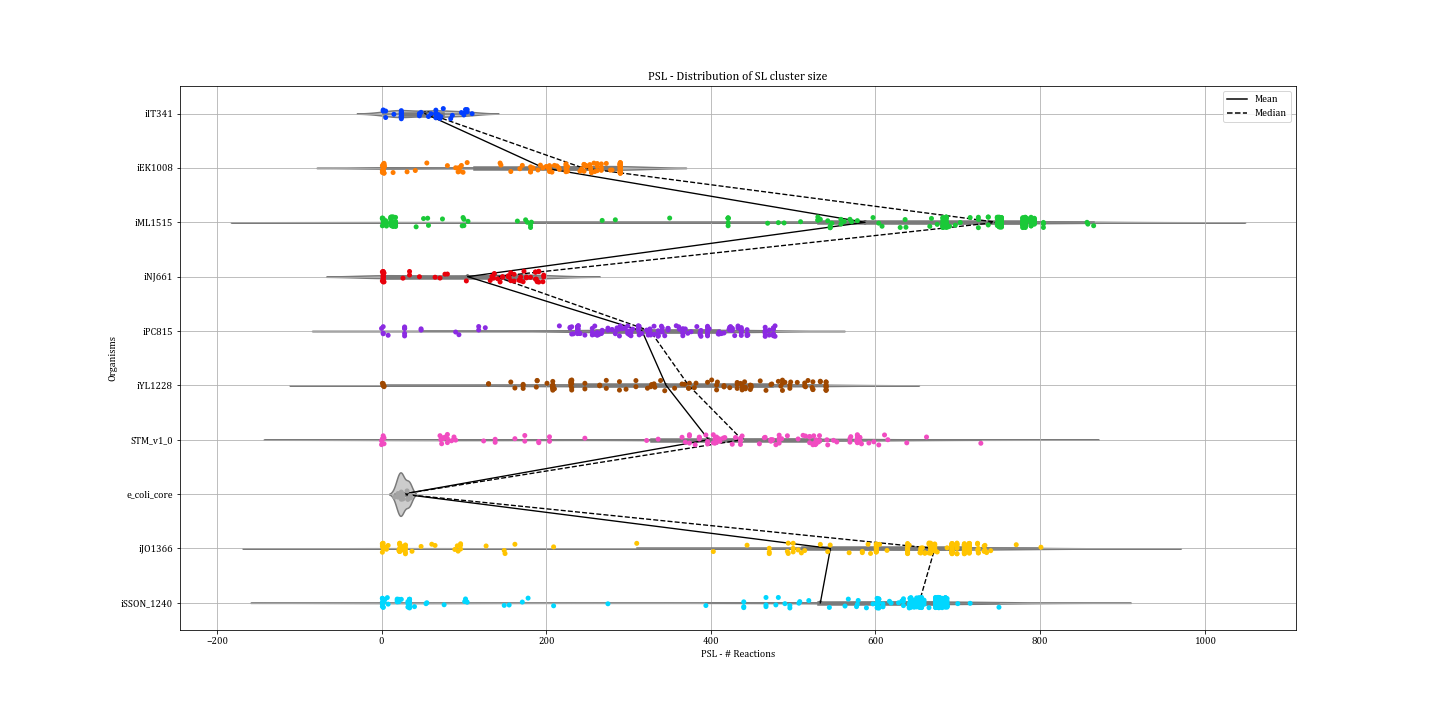 PSL - Distribution of SL cluster size
Mean
Median
Organisms
iIT341
iEK1008
iML1515
iNJ661
iPC815
iYL1228
STM_v1_0
e_coli_core
iJO1366
iSSON_1240
−200 0 200 400 600 800 1000
PSL - # Reactions